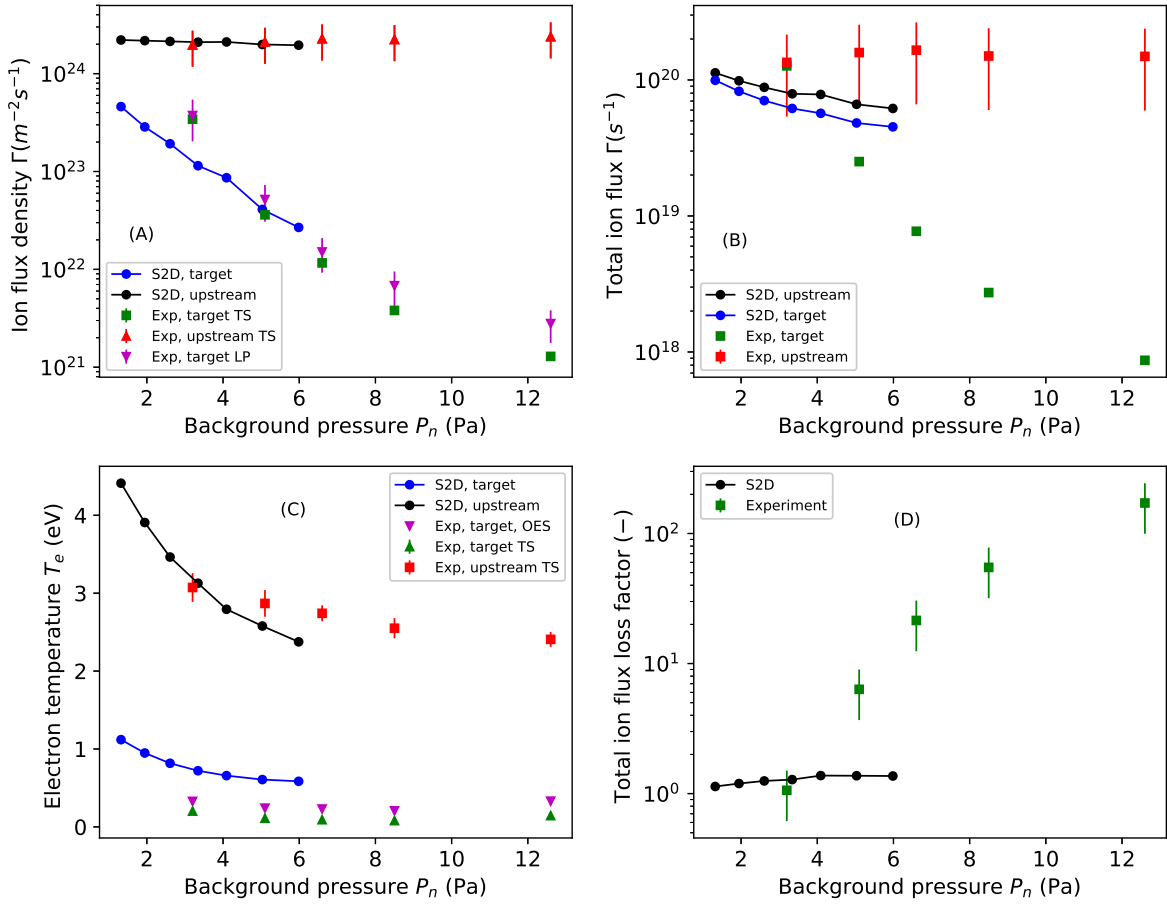 Ion flux density Γ(m⁻²s⁻¹)
10²⁴
10²³
10²²
10²¹
(A)
S2D, target
S2D, upstream
Exp, target TS
Exp, upstream TS
Exp, target LP
2 4 6 8 10 12
Background pressure Pₙ (Pa)
Total ion flux Γ(s⁻¹)
10²⁰
10¹⁹
10¹⁸
(B)
S2D, upstream
S2D, target
Exp, target
Exp, upstream
2 4 6 8 10 12
Background pressure Pₙ (Pa)
Electron temperature Tₑ (eV)
4
3
2
1
0
(C)
S2D, target
S2D, upstream
Exp, target, OES
Exp, target TS
Exp, upstream TS
2 4 6 8 10 12
Background pressure Pₙ (Pa)
Total ion flux loss factor (−)
10²
10¹
10⁰
S2D
Experiment
(D)
2 4 6 8 10 12
Background pressure Pₙ (Pa)